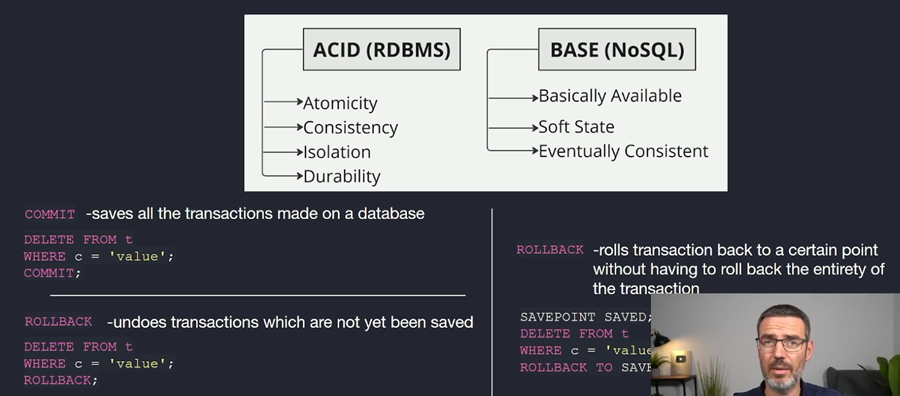 ACID (RDBMS)
Atomicity
Consistency
Isolation
Durability
BASE (NoSQL)
Basically Available
Soft State
Eventually Consistent
COMMIT -saves all the transactions made on a database
DELETE FROM t
WHERE c = 'value';
COMMIT;
ROLLBACK -undoes transactions which are not yet been saved
DELETE FROM t
WHERE c = 'value';
ROLLBACK;
ROLLBACK -rolls transaction back to a certain point
without having to roll back the entirety of
the transaction
SAVEPOINT SAVED;
DELETE FROM t
WHERE c = 'value
ROLLBACK TO SAVE